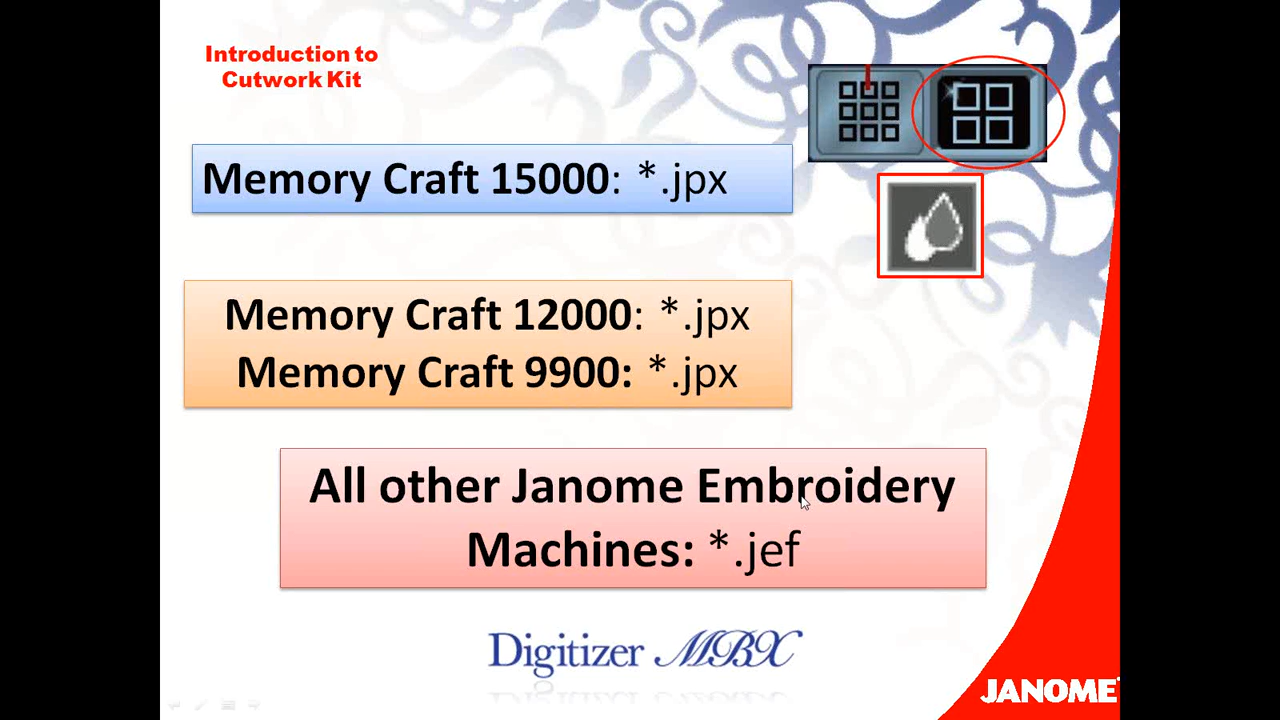 Introduction to
Cutwork Kit
Memory Craft 15000: *.jpx
Memory Craft 12000: *.jpx
Memory Craft 9900: *.jpx
All other Janome Embroidery
Machines: *.jef
Digitizer MBX
JANOME